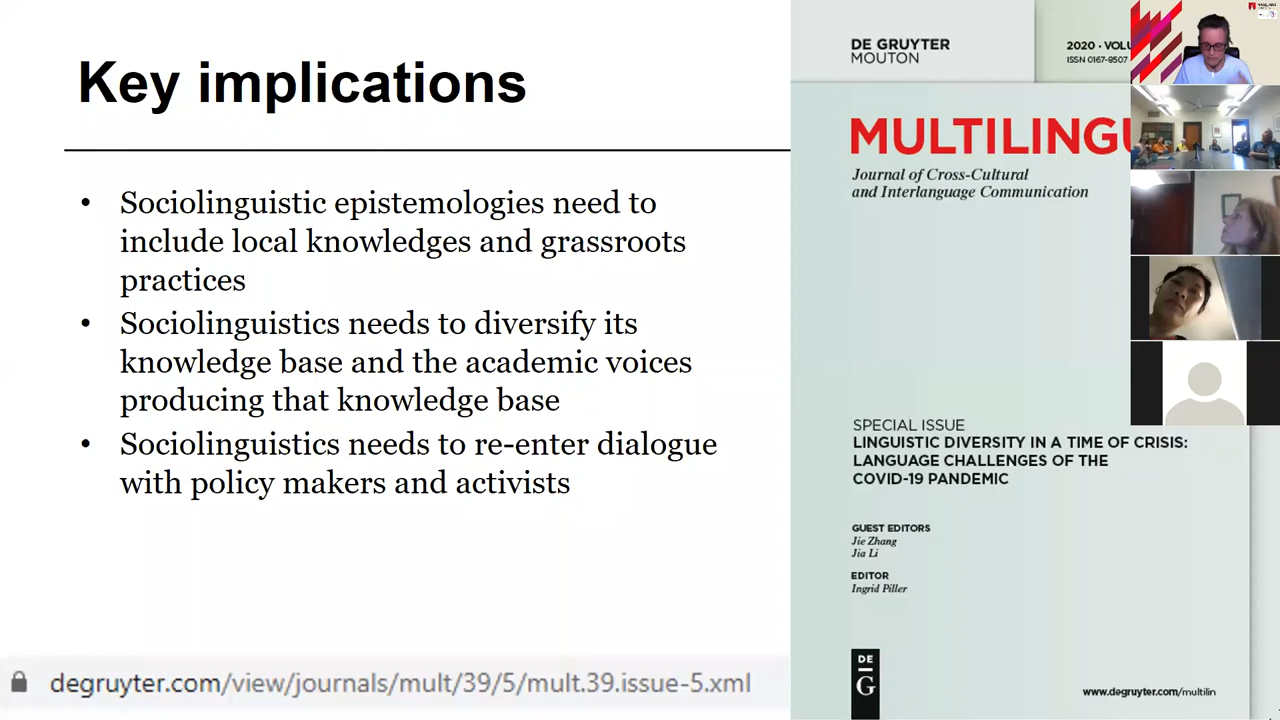 Key implications
• Sociolinguistic epistemologies need to
include local knowledges and grassroots
practices
• Sociolinguistics needs to diversify its
knowledge base and the academic voices
producing that knowledge base
• Sociolinguistics needs to re-enter dialogue
with policy makers and activists
degruyter.com/view/journals/mult/39/5/mult.39.issue-5.xml
DE GRUYTER
MOUTON
2020 · VOLU
ISSN 0167-8507
MULTILINGU
Journal of Cross-Cultural
and Interlanguage Communication
SPECIAL ISSUE
LINGUISTIC DIVERSITY IN A TIME OF CRISIS:
LANGUAGE CHALLENGES OF THE
COVID-19 PANDEMIC
GUEST EDITORS
Jie Zhang
Jia Li
EDITOR
Ingrid Piller
DE
G
www.degruyter.com/multilin